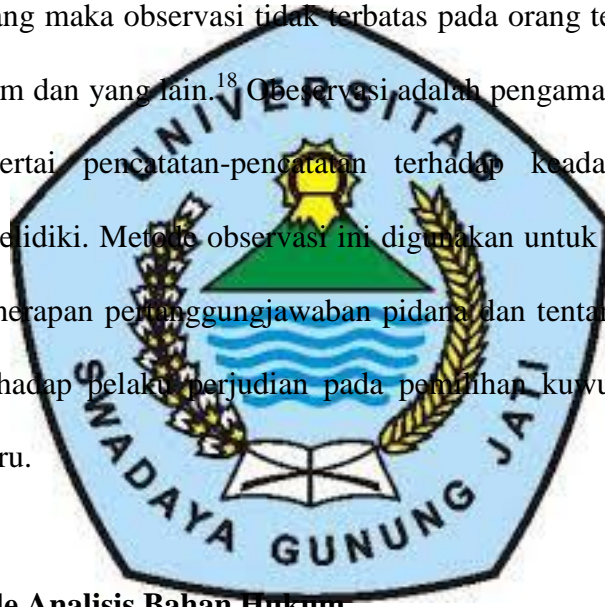 ang maka observasi tidak terbatas pada orang te
m dan yang lain.18 Obeservasi adalah pengama
ertai pencatatan-pencatatan terhadap keada
elidiki. Metode observasi ini digunakan untuk
nerapan pertanggungjawaban pidana dan tentan
hadap pelaku perjudian pada pemilihan kuwu
ru.
le Analisis Bahan Hukum
UNIVERSITAS
SWADAYA GUNUNG JATI